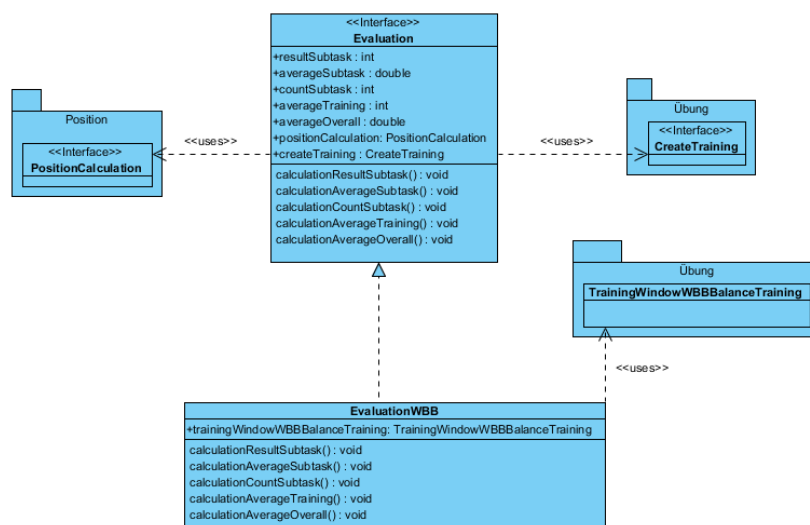 <<Interface>>
Evaluation
+resultSubtask : int
+averageSubtask : double
+countSubtask : int
+averageTraining : int
+averageOverall : double
+positionCalculation: PositionCalculation
+createTraining : CreateTraining
calculationResultSubtask() : void
calculationAverageSubtask() : void
calculationCountSubtask() : void
calculationAverageTraining() : void
calculationAverageOverall() : void
Position
<<Interface>>
PositionCalculation
<<uses>>
<<uses>>
Übung
<<Interface>>
CreateTraining
Übung
TrainingWindowWBBBalanceTraining
<<uses>>
EvaluationWBB
+trainingWindowWBBBalanceTraining: TrainingWindowWBBBalanceTraining
calculationResultSubtask() : void
calculationAverageSubtask() : void
calculationCountSubtask() : void
calculationAverageTraining() : void
calculationAverageOverall() : void